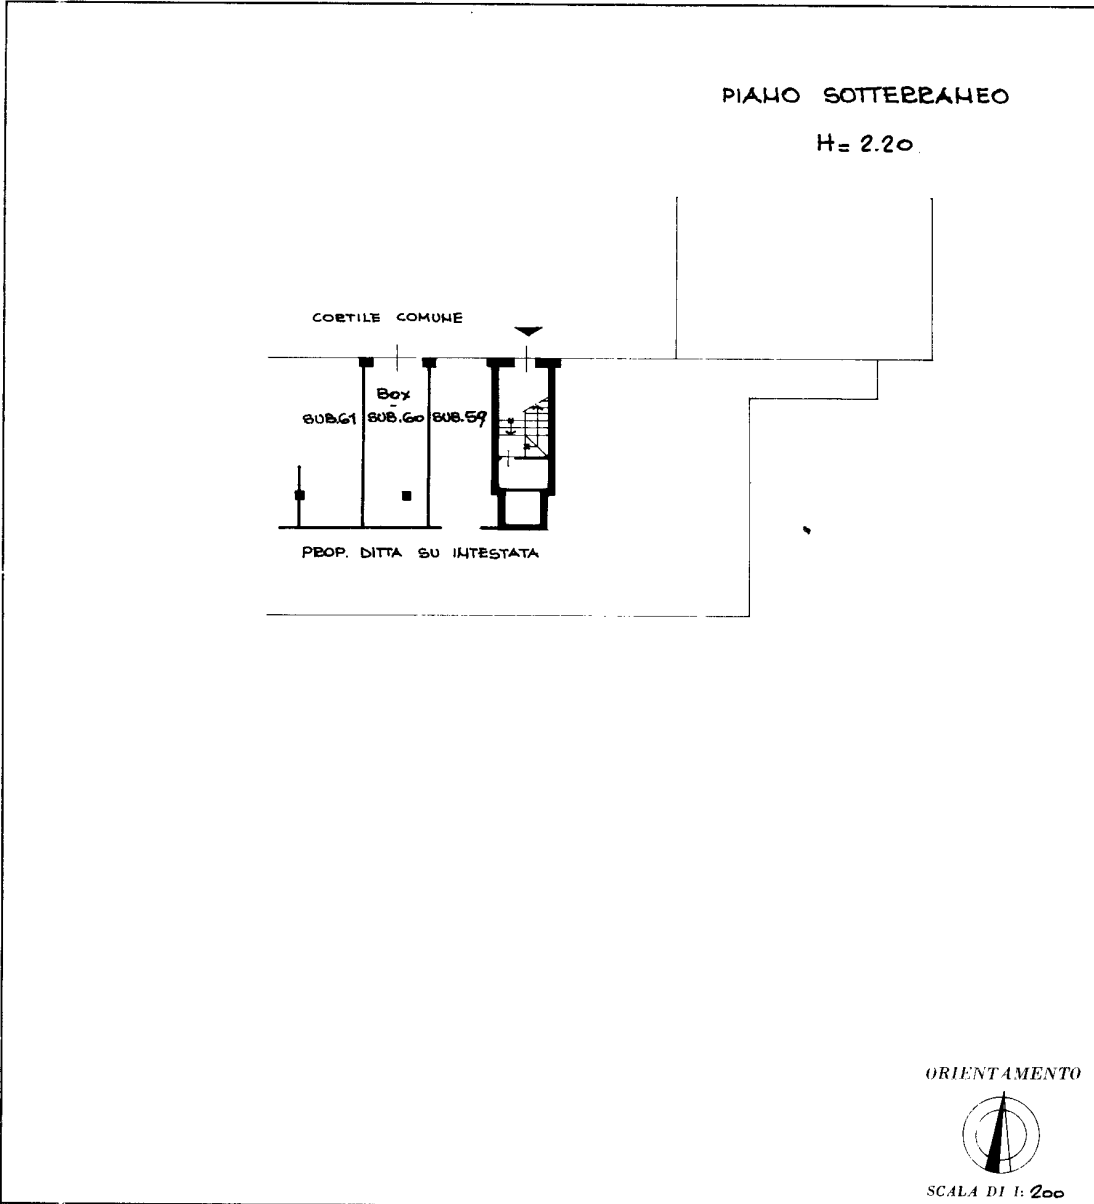 PIANO SOTTERRANEO
H= 2.20
CORTILE COMUNE
BOX
SUB.61 SUB.60 SUB.59
PROP. DITTA SU INTESTATA
ORIENTAMENTO
SCALA DI 1: 200